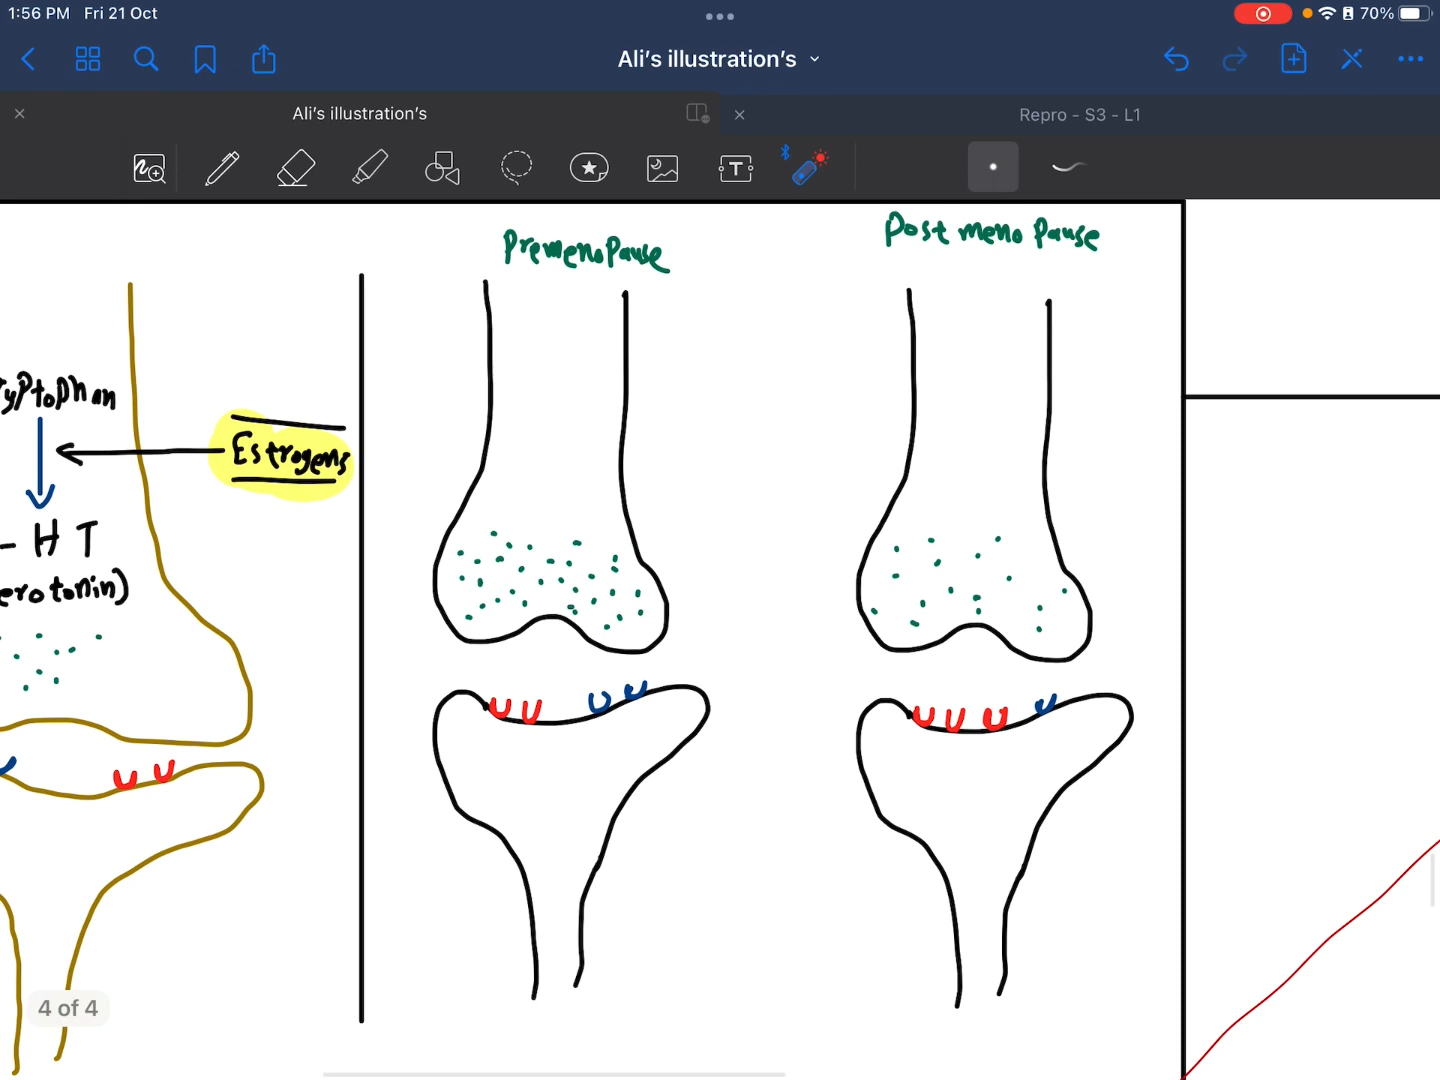 1:56 PM Fri 21 Oct
70%
Ali's illustration's
Ali's illustration's
Repro - S3 - L1
T
Premenopause
Post meno pause
yptophan
Estrogens
- HT
erotonin)
4 of 4